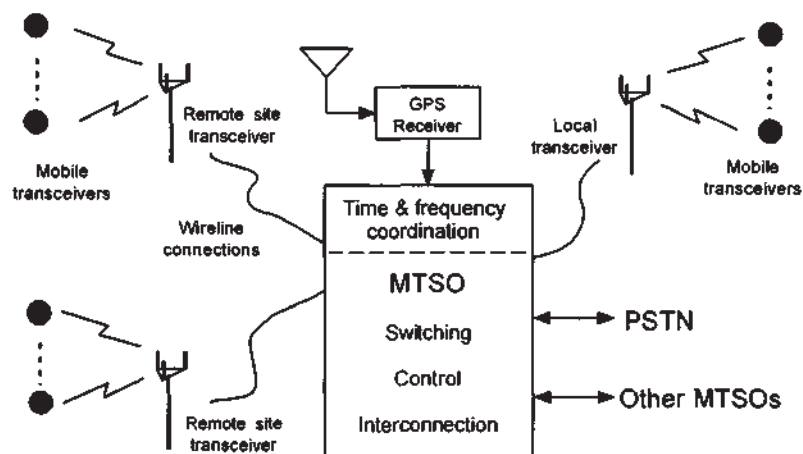 GPS
Receiver
Remote site
transceiver
Local
transceiver
Mobile
transceivers
Mobile
transceivers
Time & frequency
coordination
Wireline
connections
MTSO
Switching
Control
Interconnection
PSTN
Other MTSOs
Remote site
transceiver